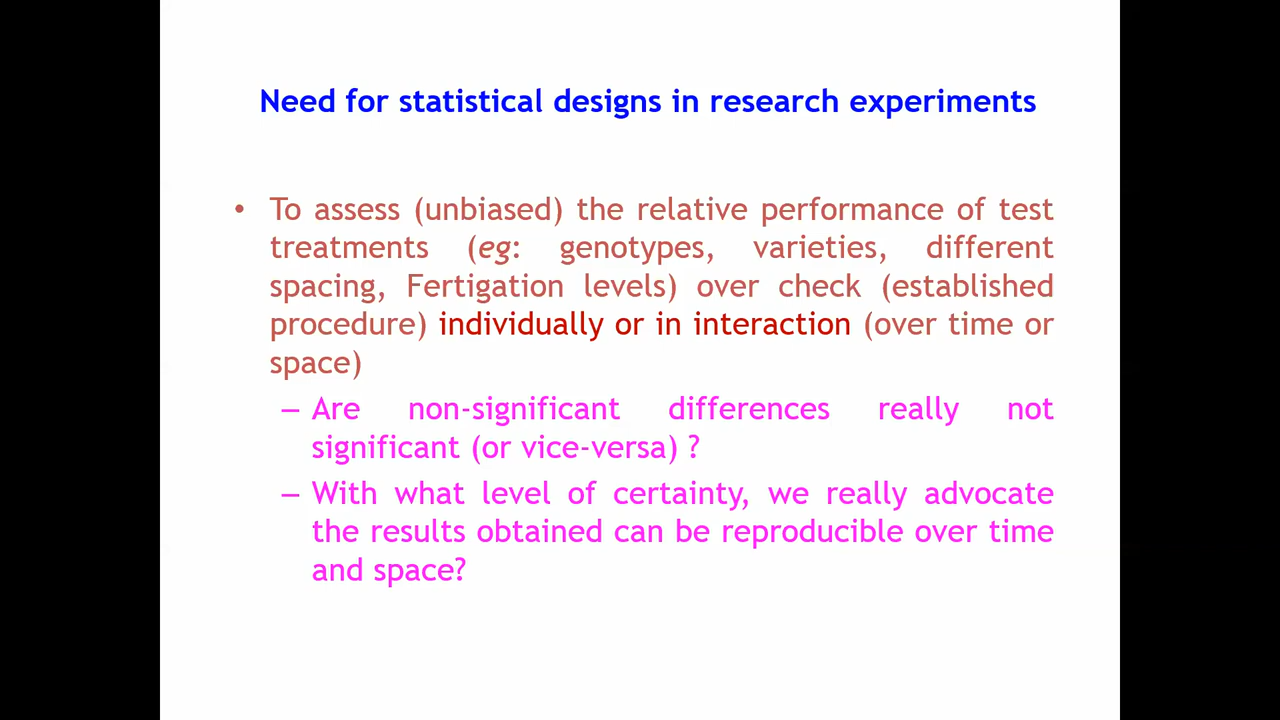 Need for statistical designs in research experiments
• To assess (unbiased) the relative performance of test
treatments (eg: genotypes, varieties, different
spacing, Fertigation levels) over check (established
procedure) individually or in interaction (over time or
space)
– Are non-significant differences really not
significant (or vice-versa) ?
– With what level of certainty, we really advocate
the results obtained can be reproducible over time
and space?